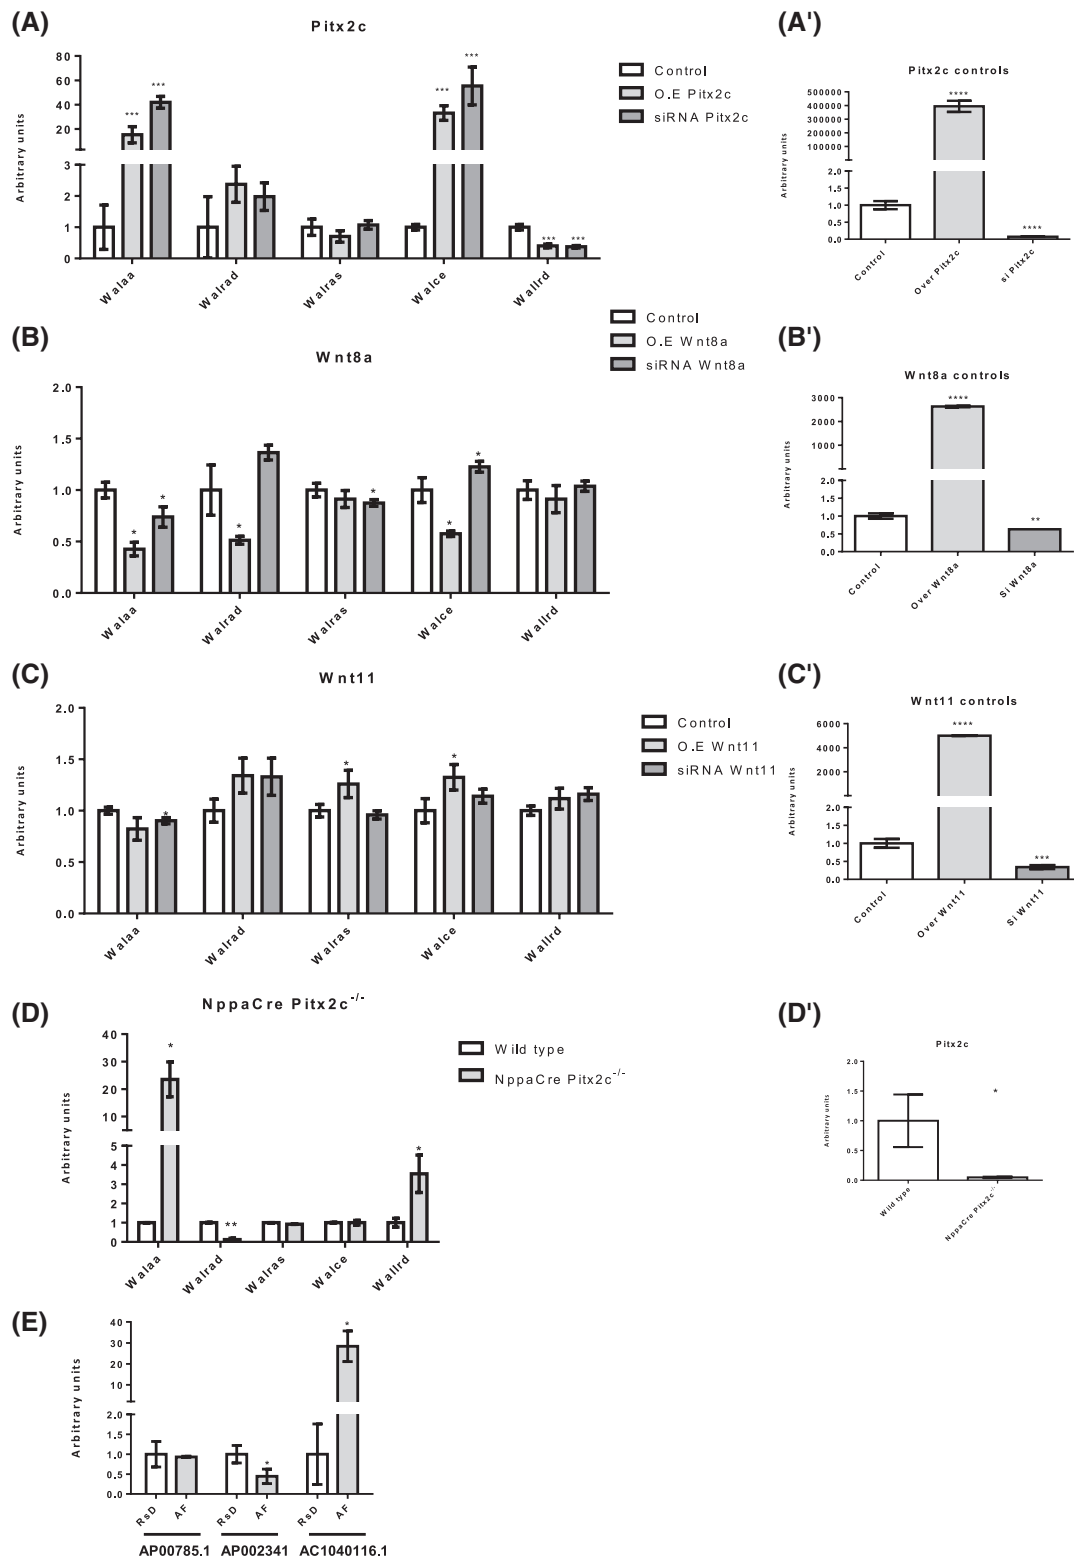 (A)
Pitx2c
Arbitrary units
80
60
40
20
3
2
1
0
***
***
***
***
***
***
Walaa
Walrad
Walras
Walce
Wallrd
Control
O.E Pitx2c
siRNA Pitx2c
(A')
Pitx2c controls
Arbitrary units
500000
400000
300000
200000
100000
2.0
1.5
1.0
0.5
0.0
****
****
Control
Over Pitx2c
si Pitx2c
(B)
Wnt8a
Arbitrary units
2.0
1.5
1.0
0.5
0.0
*
*
*
*
*
*
Walaa
Walrad
Walras
Walce
Wallrd
Control
O.E Wnt8a
siRNA Wnt8a
(B')
Wnt8a controls
Arbitrary units
3000
2000
1000
2.0
1.5
1.0
0.5
0.0
****
**
Control
Over Wnt8a
Si Wnt8a
(C)
Wnt11
Arbitrary units
2.0
1.5
1.0
0.5
0.0
*
*
*
Walaa
Walrad
Walras
Walce
Wallrd
Control
O.E Wnt11
siRNA Wnt11
(C')
Wnt11 controls
Arbitrary units
6000
4000
2000
2.0
1.5
1.0
0.5
0.0
****
***
Control
Over Wnt11
Si Wnt11
(D)
NppaCre Pitx2c-/-
Arbitrary units
40
30
20
10
5
4
3
2
1
0
*
**
*
Walaa
Walrad
Walras
Walce
Wallrd
Wild type
NppaCre Pitx2c-/-
(D')
Pitx2c
Arbitrary units
2.0
1.5
1.0
0.5
0.0
*
Wild type
NppaCre Pitx2c-/-
(E)
Arbitrary units
40
30
20
10
2.0
1.5
1.0
0.5
0.0
*
*
RsD
AF
RsD
AF
RsD
AF
AP00785.1
AP002341
AC1040116.1